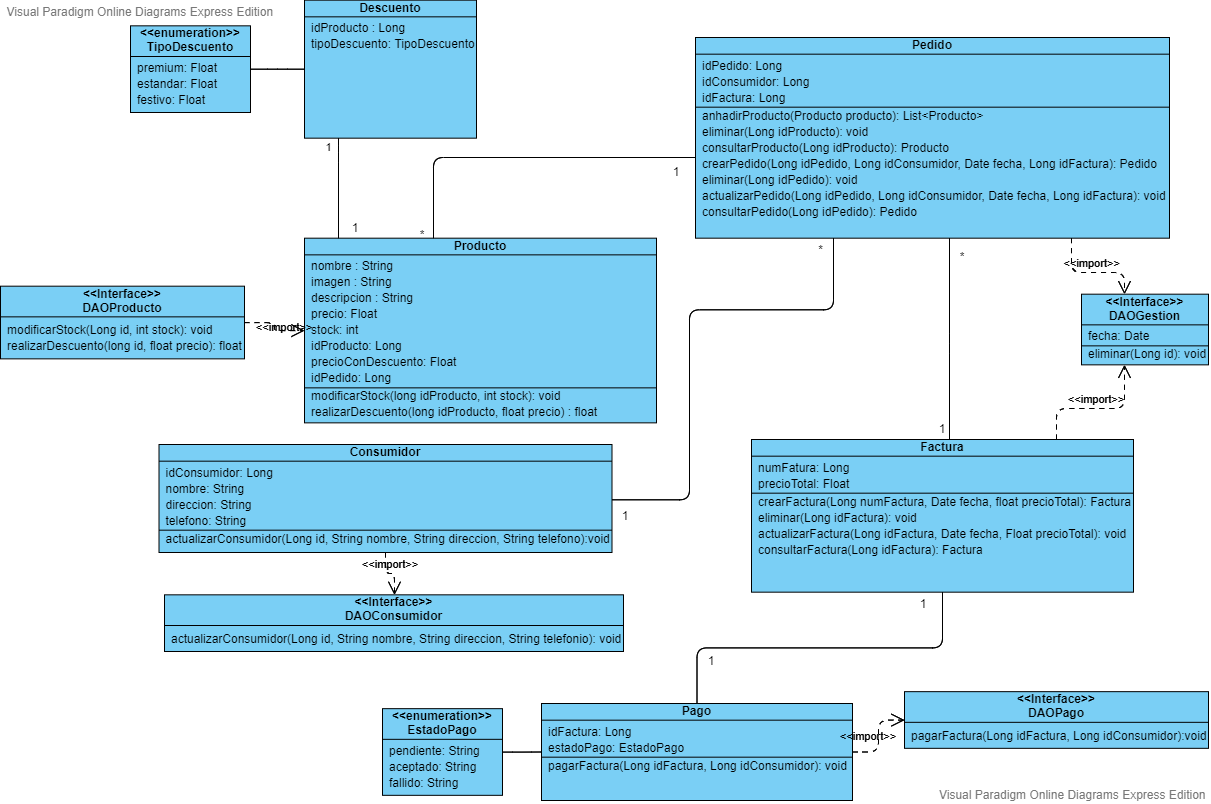 Visual Paradigm Online Diagrams Express Edition
<<enumeration>>
TipoDescuento
premium: Float
estandar: Float
festivo: Float
Descuento
idProducto : Long
tipoDescuento: TipoDescuento
1
1
Pedido
idPedido: Long
idConsumidor: Long
idFactura: Long
anhadirProducto(Producto producto): List<Producto>
eliminar(Long idProducto): void
consultarProducto(Long idProducto): Producto
crearPedido(Long idPedido, Long idConsumidor, Date fecha, Long idFactura): Pedido
eliminar(Long idPedido): void
actualizarPedido(Long idPedido, Long idConsumidor, Date fecha, Long idFactura): void
consultarPedido(Long idPedido): Pedido
1
*
*
*
<<import>>
Producto
nombre : String
imagen : String
descripcion : String
precio: Float
stock: int
idProducto: Long
precioConDescuento: Float
idPedido: Long
modificarStock(long idProducto, int stock): void
realizarDescuento(long idProducto, float precio) : float
<<Interface>>
DAOProducto
modificarStock(Long id, int stock): void
realizarDescuento(long id, float precio): float
<<import>>
<<Interface>>
DAOGestion
fecha: Date
eliminar(Long id): void
<<import>>
1
Factura
numFatura: Long
precioTotal: Float
crearFactura(Long numFactura, Date fecha, float precioTotal): Factura
eliminar(Long idFactura): void
actualizarFactura(Long idFactura, Date fecha, Float precioTotal): void
consultarFactura(Long idFactura): Factura
1
1
Consumidor
idConsumidor: Long
nombre: String
direccion: String
telefono: String
actualizarConsumidor(Long id, String nombre, String direccion, String telefono):void
1
<<import>>
<<Interface>>
DAOConsumidor
actualizarConsumidor(Long id, String nombre, String direccion, String telefonio): void
<<enumeration>>
EstadoPago
pendiente: String
aceptado: String
fallido: String
Pago
idFactura: Long
estadoPago: EstadoPago
pagarFactura(Long idFactura, Long idConsumidor): void
<<import>>
<<Interface>>
DAOPago
pagarFactura(Long idFactura, Long idConsumidor):void
Visual Paradigm Online Diagrams Express Edition